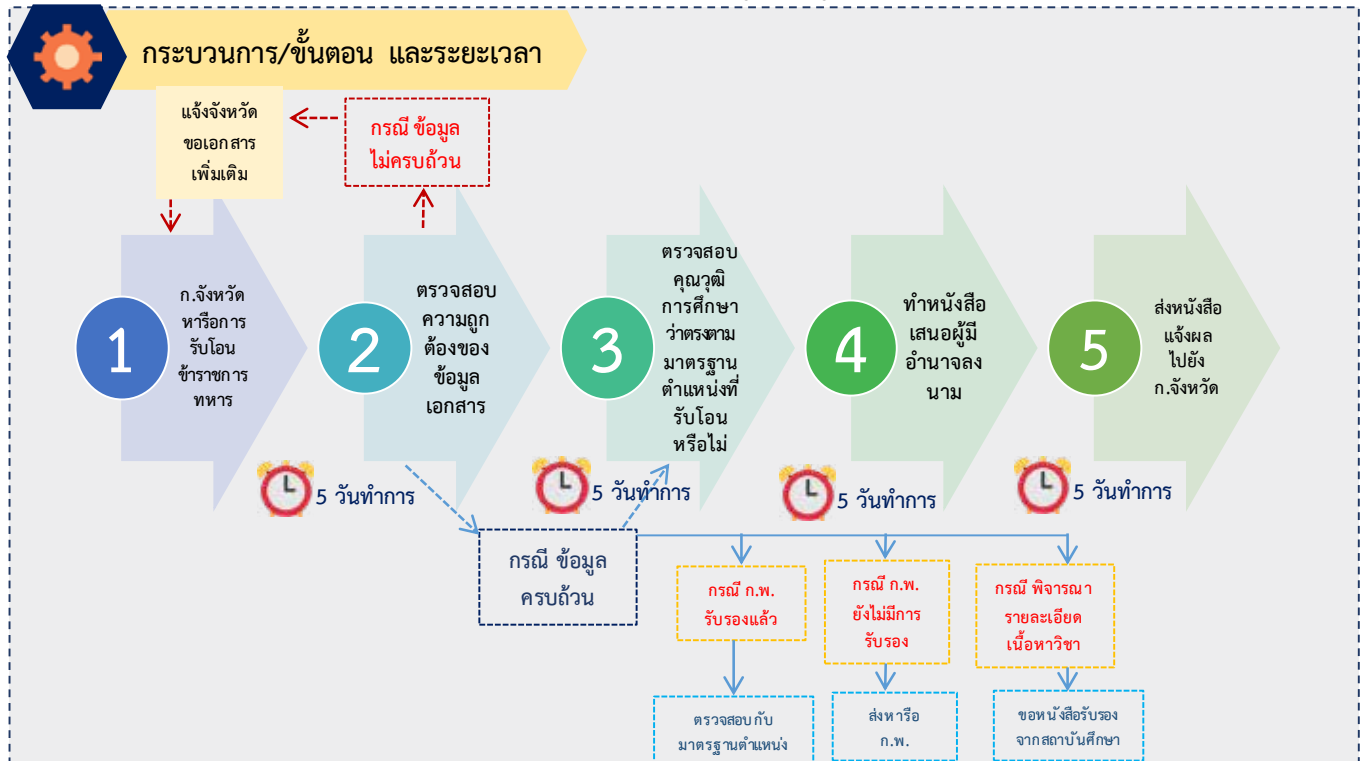 กระบวนการ/ขั้นตอน และระยะเวลา
แจ้งจังหวัด
ขอเอกสาร
เพิ่มเติม
กรณี ข้อมูล
ไม่ครบถ้วน
1
ก.จังหวัด
หารือการ
รับโอน
ข้าราชการ
ทหาร
2
ตรวจสอบ
ความถูก
ต้องของ
ข้อมูล
เอกสาร
3
ตรวจสอบ
คุณวุฒิ
การศึกษา
ว่าตรงตาม
มาตรฐาน
ตำแหน่งที่
รับโอน
หรือไม่
4
ทำหนังสือ
เสนอผู้มี
อำนาจลง
นาม
5
ส่งหนังสือ
แจ้งผล
ไปยัง
ก.จังหวัด
5 วันทำการ
5 วันทำการ
5 วันทำการ
5 วันทำการ
กรณี ข้อมูล
ครบถ้วน
กรณี ก.พ.
รับรองแล้ว
กรณี ก.พ.
ยังไม่มีการ
รับรอง
กรณี พิจารณา
รายละเอียด
เนื้อหาวิชา
ตรวจสอบกับ
มาตรฐานตำแหน่ง
ส่งหารือ
ก.พ.
ขอหนังสือรับรอง
จากสถาบันศึกษา